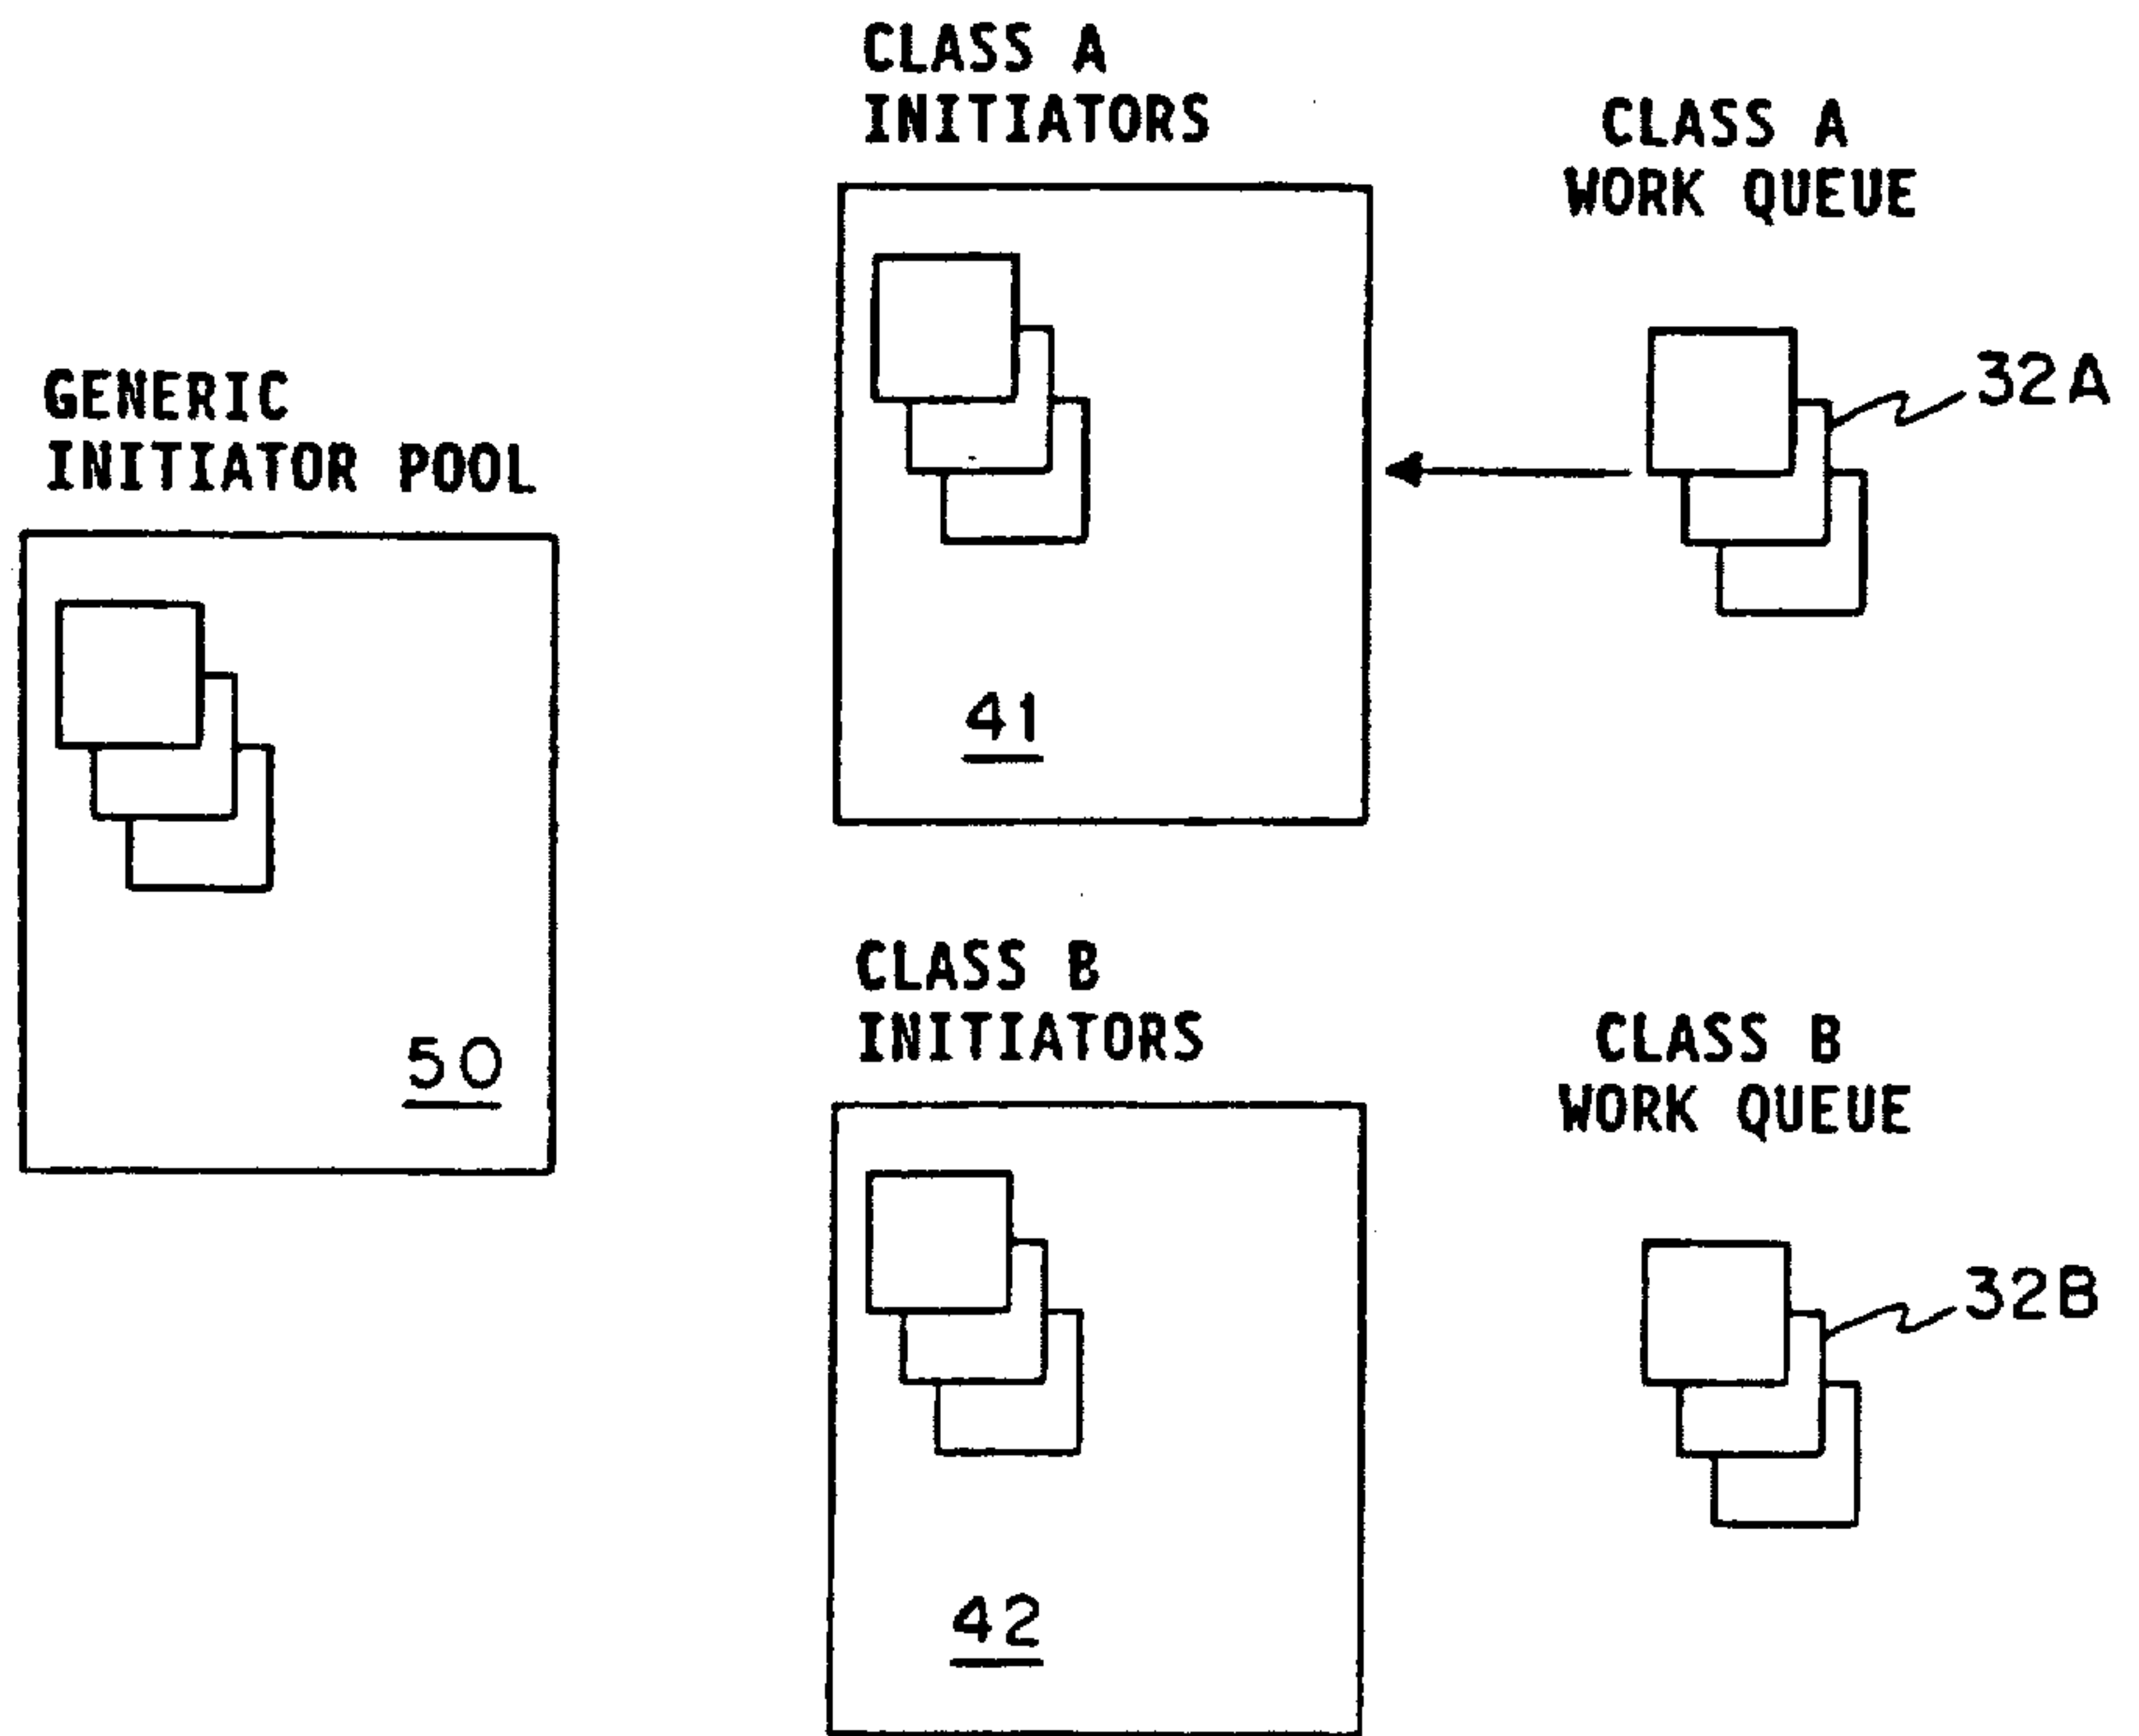 CLASS A
INITIATORS
CLASS A
WORK QUEUE
32A
GENERIC
INITIATOR POOL
41
50
CLASS B
INITIATORS
CLASS B
WORK QUEUE
32B
42